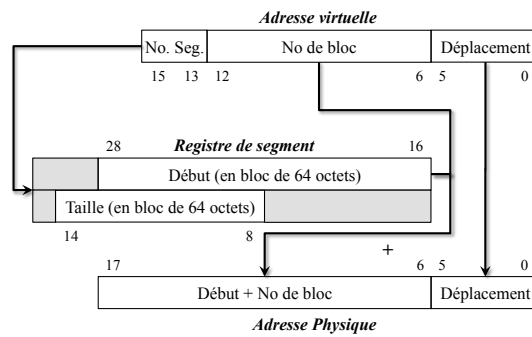 Adresse virtuelle
No. Seg. No de bloc Déplacement
15 13 12 6 5 0
28 Registre de segment 16
Début (en bloc de 64 octets)
Taille (en bloc de 64 octets)
14 8
+
17 6 5 0
Début + No de bloc Déplacement
Adresse Physique